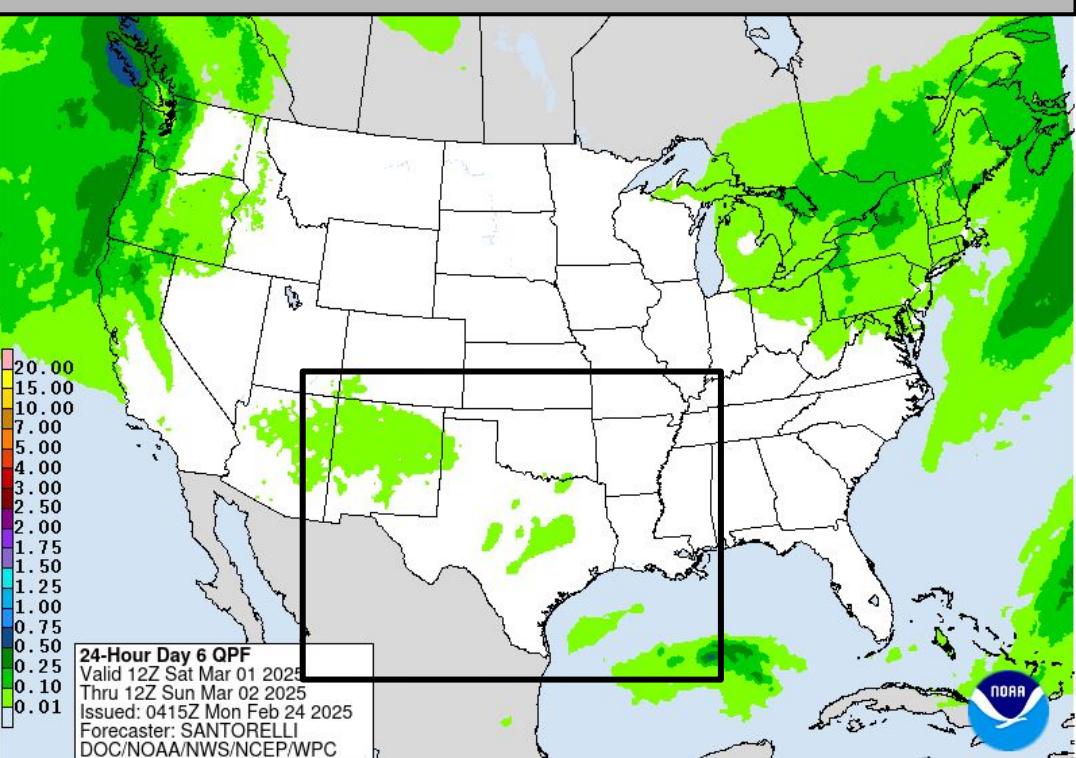 20.00
15.00
10.00
7.00
5.00
4.00
3.00
2.50
2.00
1.75
1.50
1.25
1.00
0.75
0.50
0.25
0.10
0.01
24-Hour Day 6 QPF
Valid 12Z Sat Mar 01 2025
Thru 12Z Sun Mar 02 2025
Issued: 0415Z Mon Feb 24 2025
Forecaster: SANTORELLI
DOC/NOAA/NWS/NCEP/WPC
NOAA